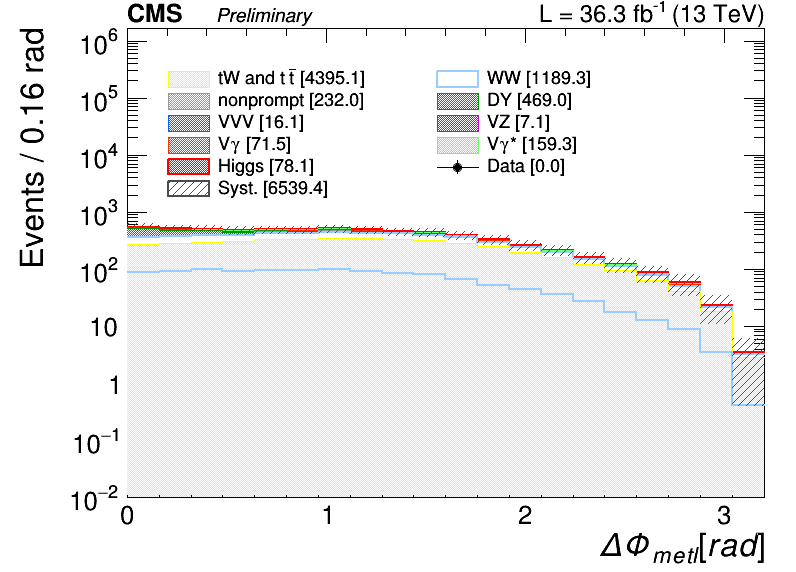 CMS Preliminary L = 36.3 fb⁻¹ (13 TeV)
Events / 0.16 rad
10⁶
10⁵
10⁴
10³
10²
10
1
10⁻¹
10⁻²
tW and tt̅ [4395.1]
nonprompt [232.0]
VVV [16.1]
Vγ [71.5]
Higgs [78.1]
Syst. [6539.4]
WW [1189.3]
DY [469.0]
VZ [7.1]
Vγ* [159.3]
Data [0.0]
0 1 2 3
ΔΦmetl[rad]